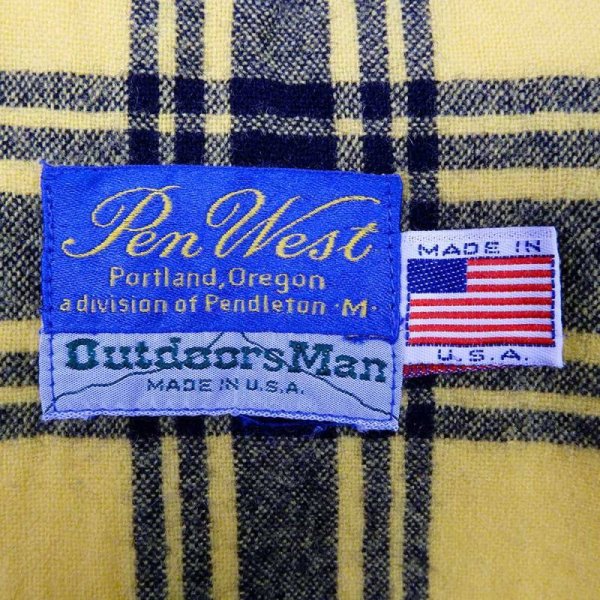 Pen West
Portland, Oregon
a division of Pendleton ·M·
OutdoorsMan
MADE IN U.S.A.
MADE IN
U.S.A.